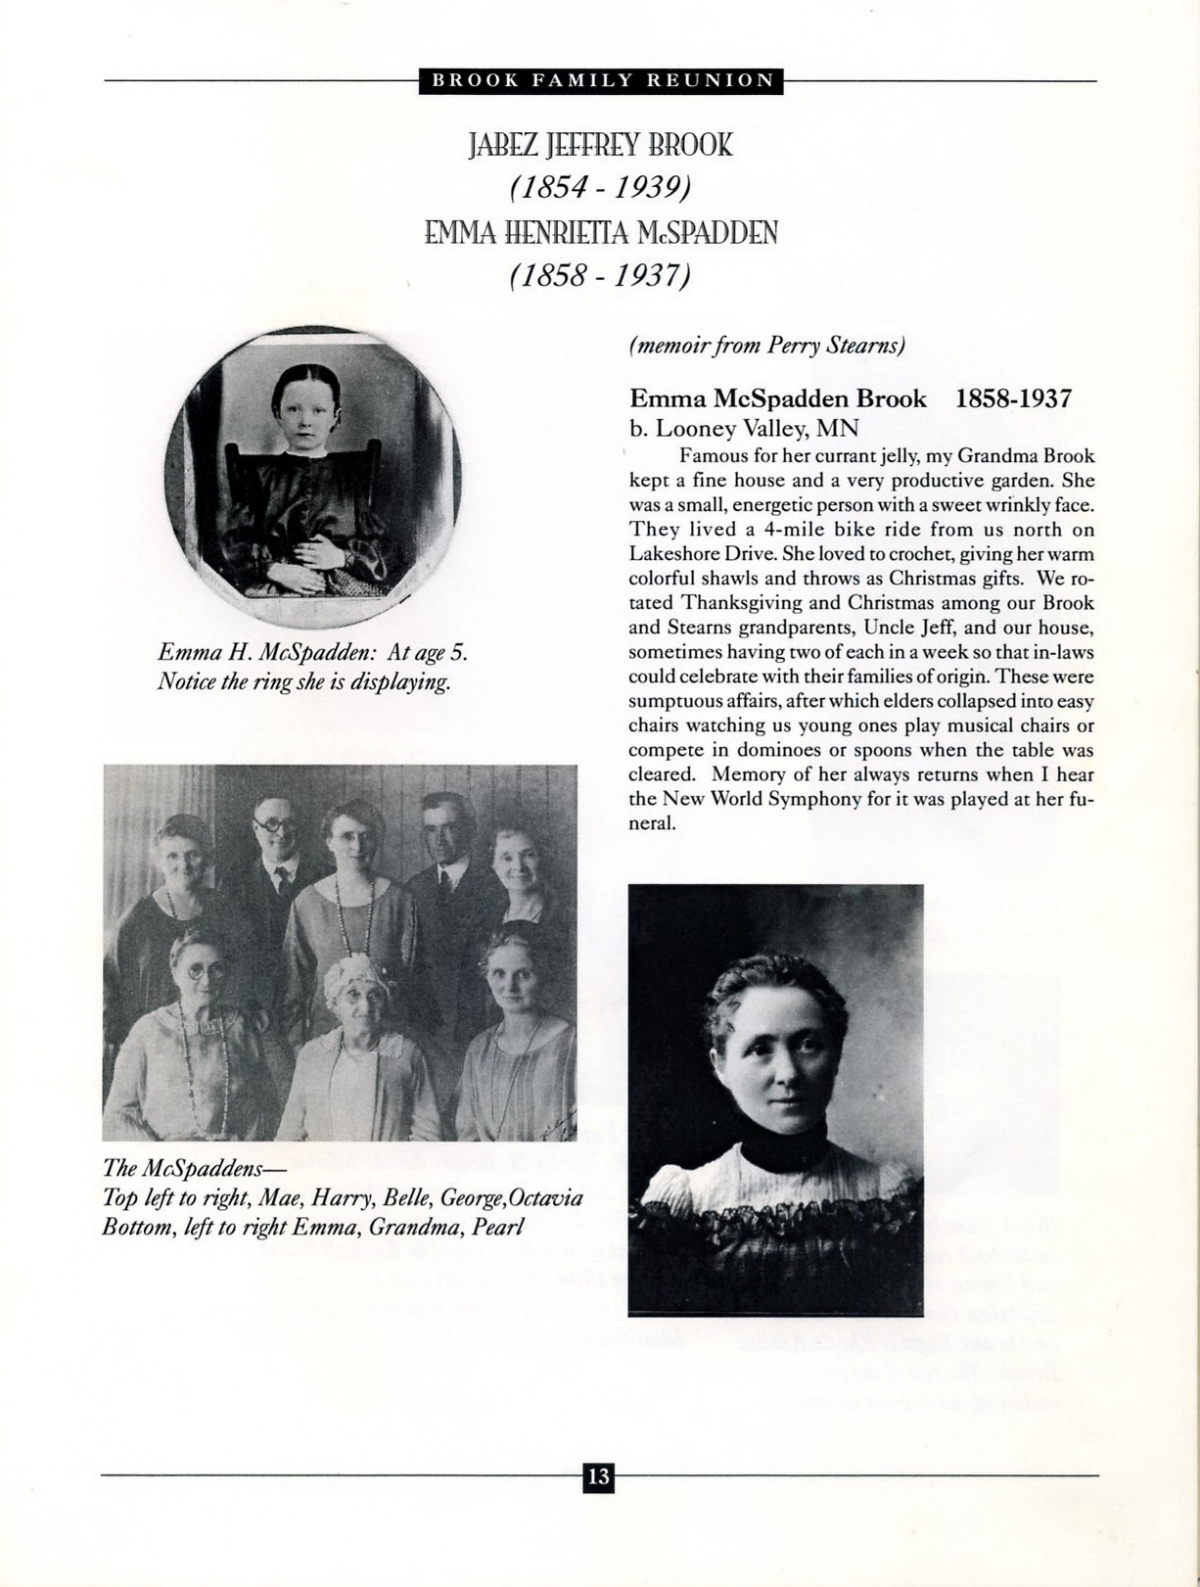 BROOK FAMILY REUNION
JABEZ JEFFREY BROOK
(1854 - 1939)
EMMA HENRIETTA McSPADDEN
(1858 - 1937)
Emma H. McSpadden: At age 5.
Notice the ring she is displaying.
The McSpaddens—
Top left to right, Mae, Harry, Belle, George,Octavia
Bottom, left to right Emma, Grandma, Pearl
(memoir from Perry Stearns)
Emma McSpadden Brook 1858-1937
b. Looney Valley, MN
Famous for her currant jelly, my Grandma Brook
kept a fine house and a very productive garden. She
was a small, energetic person with a sweet wrinkly face.
They lived a 4-mile bike ride from us north on
Lakeshore Drive. She loved to crochet, giving her warm
colorful shawls and throws as Christmas gifts. We ro-
tated Thanksgiving and Christmas among our Brook
and Stearns grandparents, Uncle Jeff, and our house,
sometimes having two of each in a week so that in-laws
could celebrate with their families of origin. These were
sumptuous affairs, after which elders collapsed into easy
chairs watching us young ones play musical chairs or
compete in dominoes or spoons when the table was
cleared. Memory of her always returns when I hear
the New World Symphony for it was played at her fu-
neral.
13